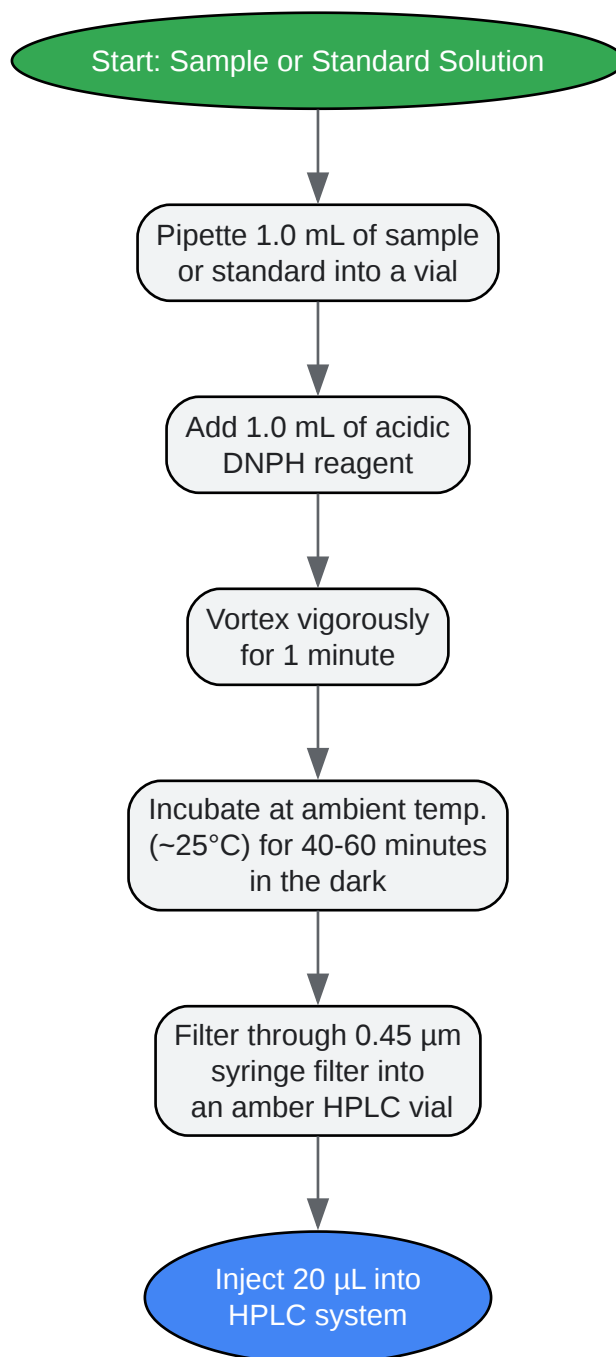 Start: Sample or Standard Solution
Pipette 1.0 mL of sample
or standard into a vial
Add 1.0 mL of acidic
DNPH reagent
Vortex vigorously
for 1 minute
Incubate at ambient temp.
(~25°C) for 40-60 minutes
in the dark
Filter through 0.45 µm
syringe filter into
an amber HPLC vial
Inject 20 µL into
HPLC system